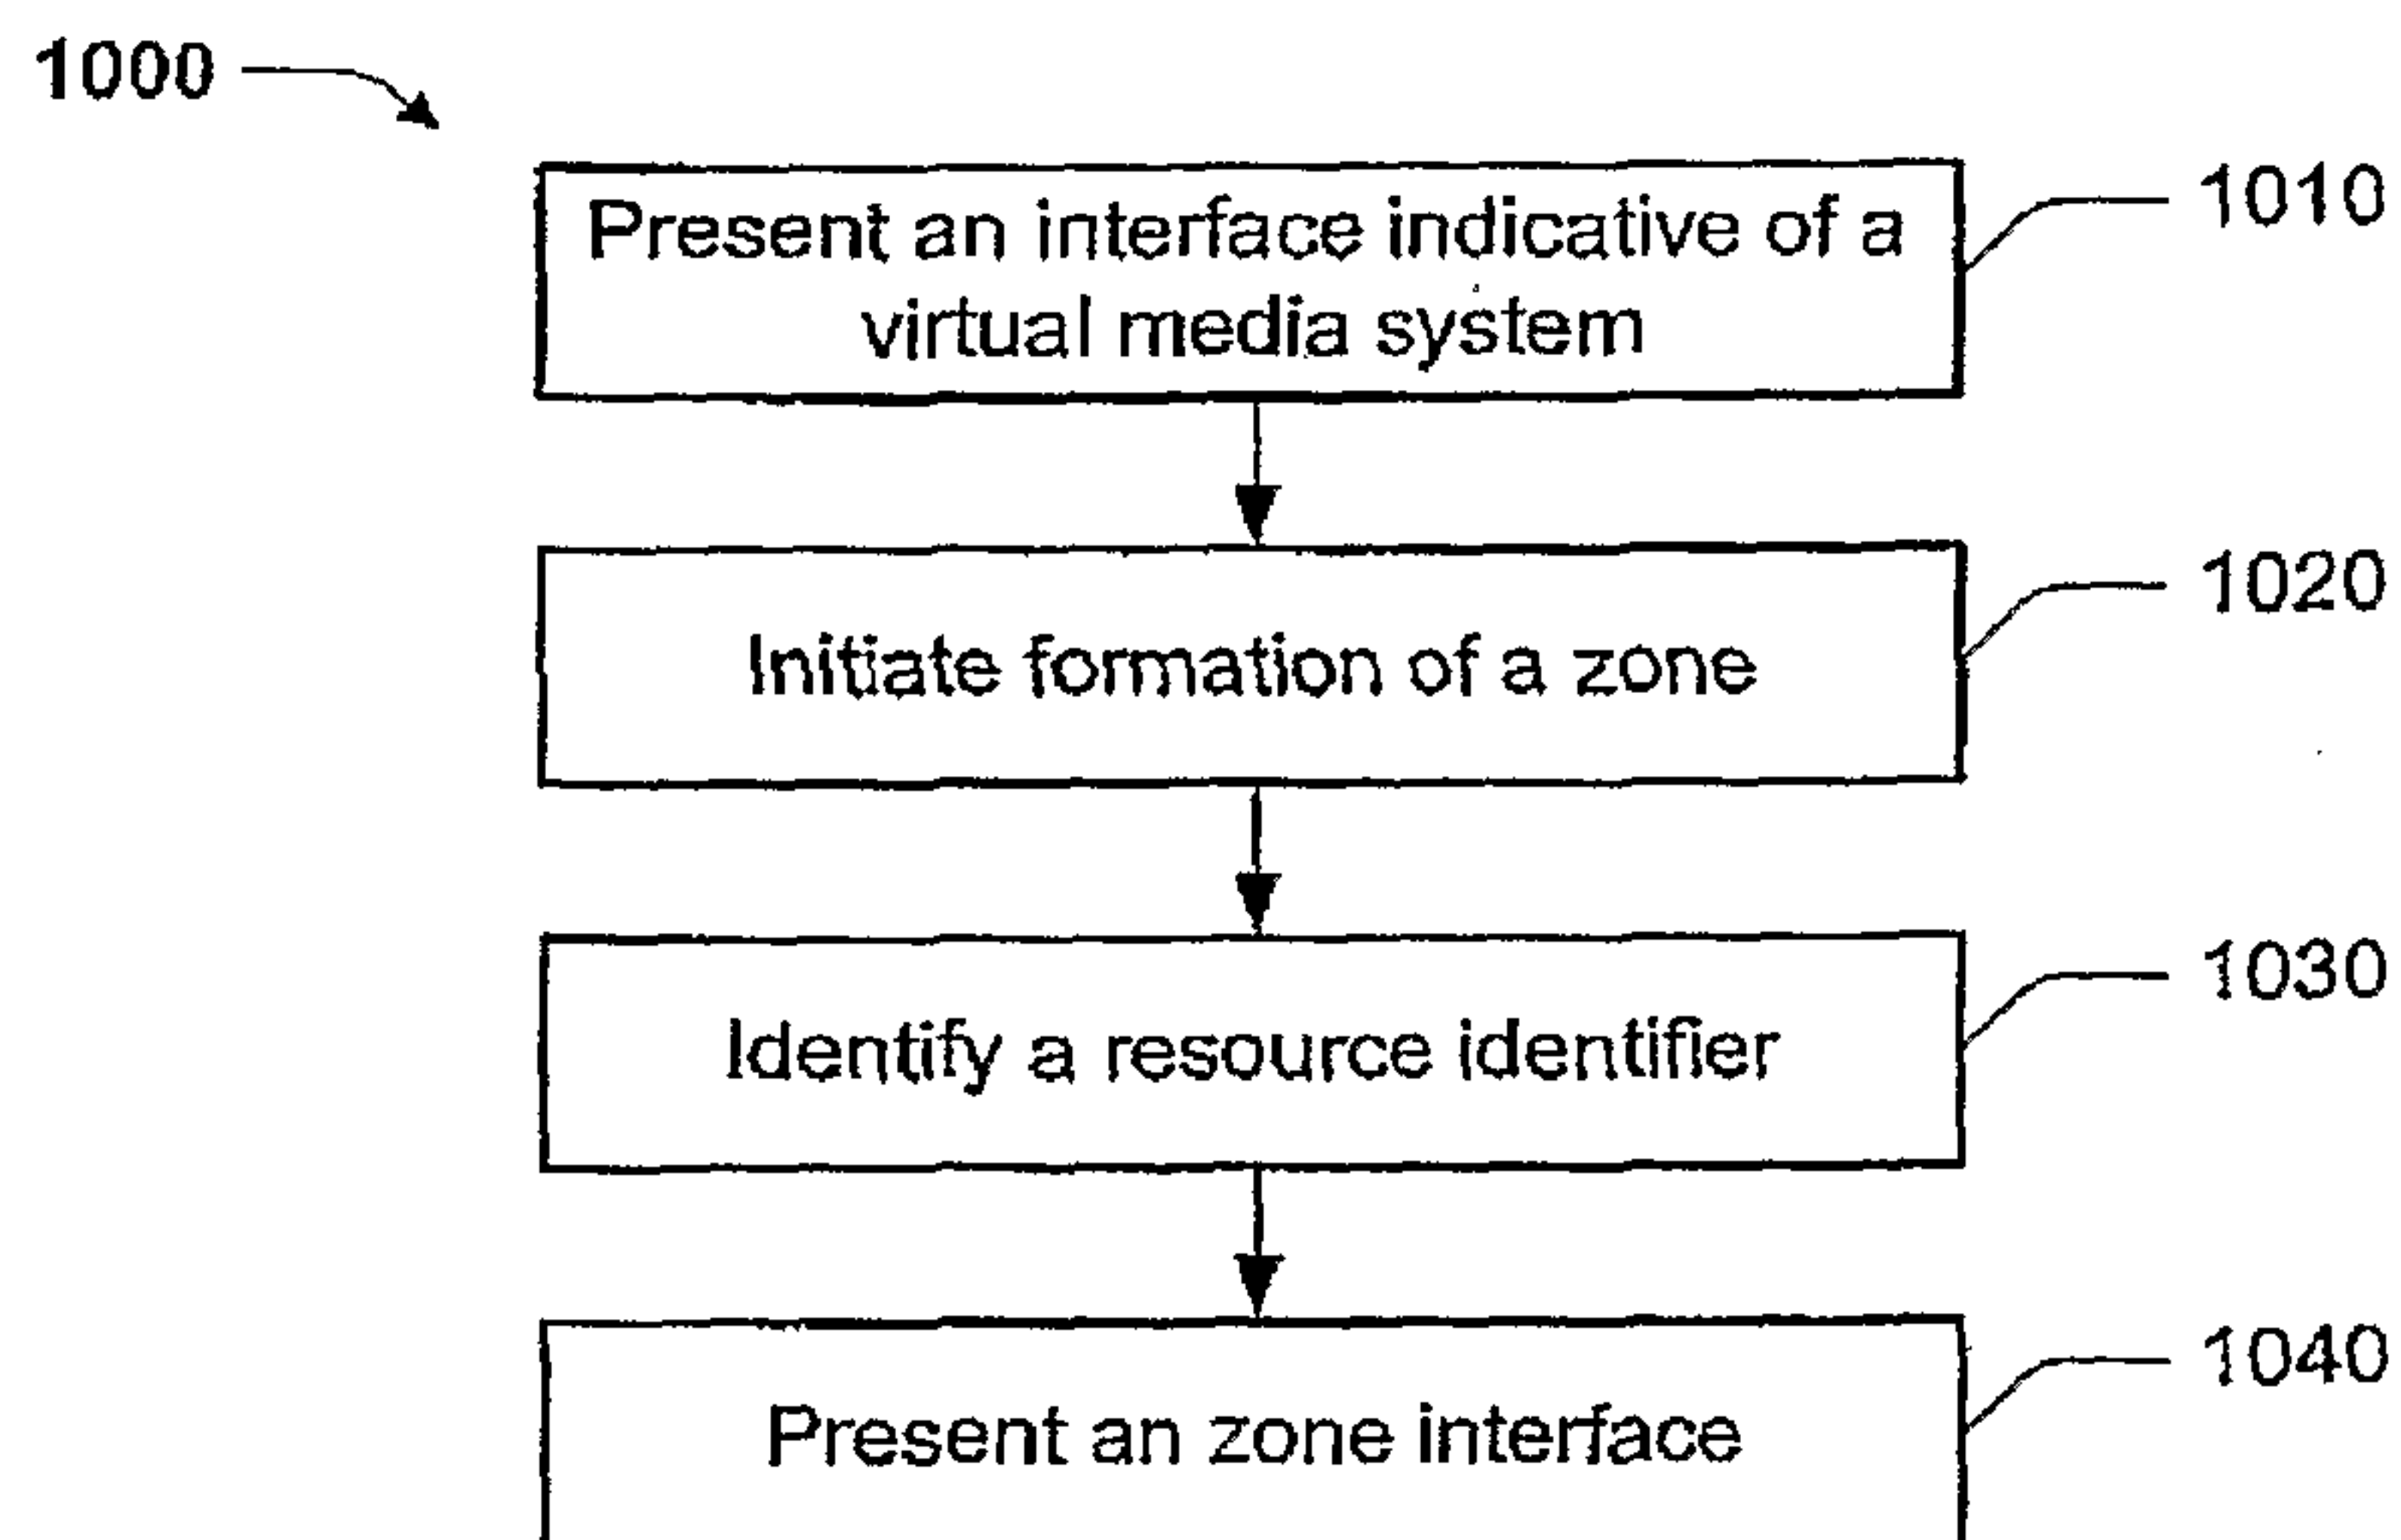 1000
Present an interface indicative of a
virtual media system
1010
Initiate formation of a zone
1020
Identify a resource identifier
1030
Present an zone interface
1040